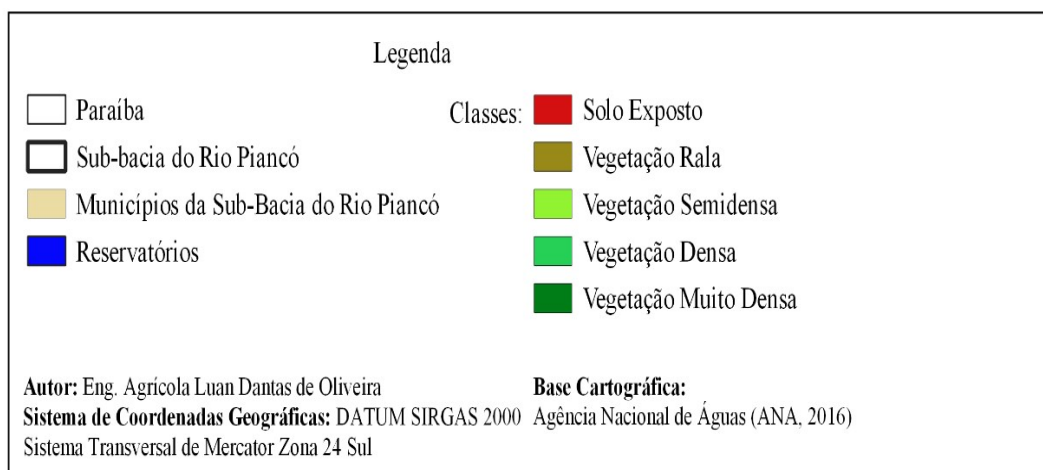 Legenda
Paraíba
Sub-bacia do Rio Piancó
Municípios da Sub-Bacia do Rio Piancó
Reservatórios
Classes:
Solo Exposto
Vegetação Rala
Vegetação Semidensa
Vegetação Densa
Vegetação Muito Densa
Autor: Eng. Agrícola Luan Dantas de Oliveira
Sistema de Coordenadas Geográficas: DATUM SIRGAS 2000
Sistema Transversal de Mercator Zona 24 Sul
Base Cartográfica:
Agência Nacional de Águas (ANA, 2016)